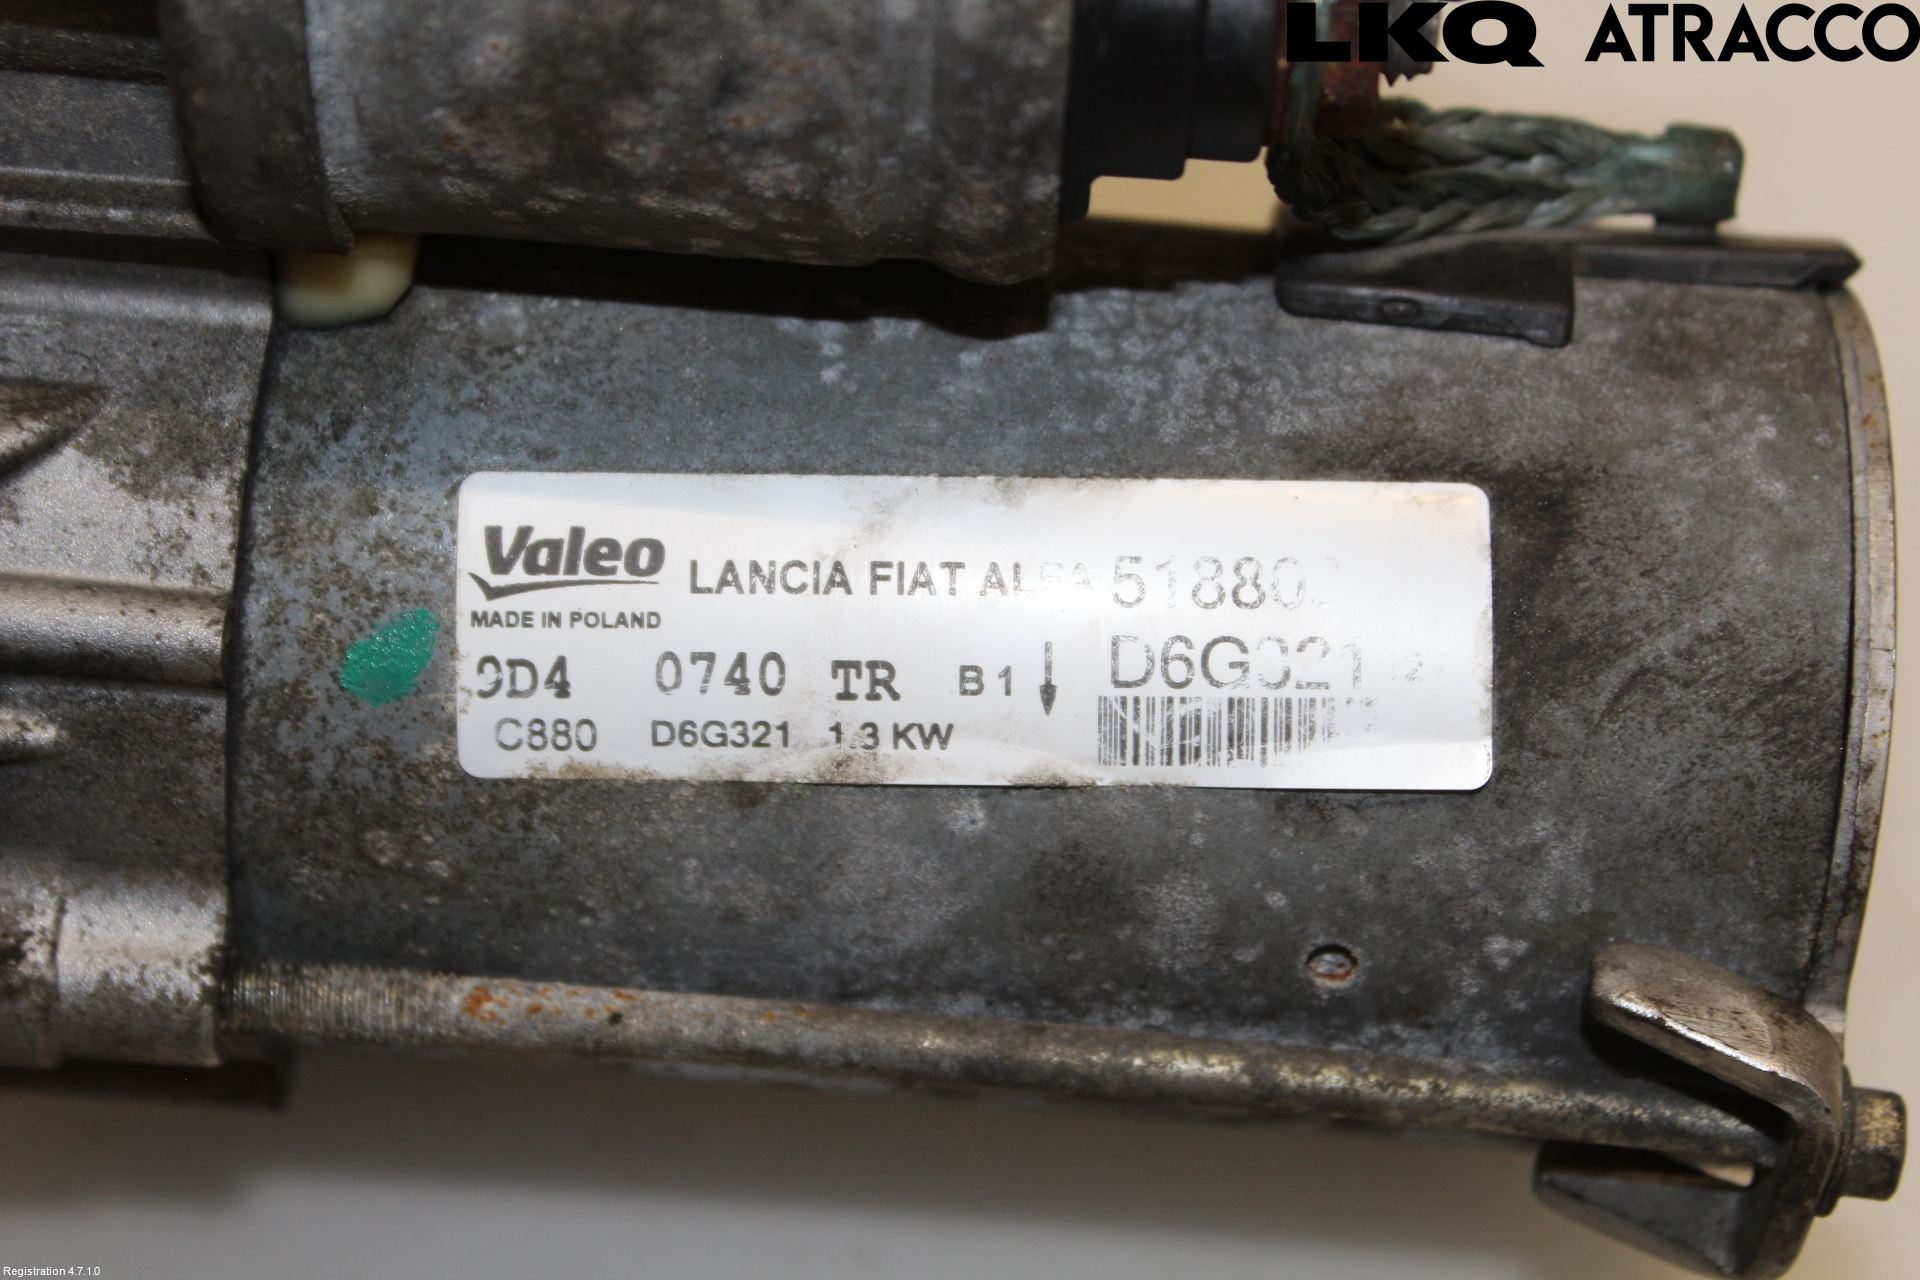 LKQ ATRACCO
Valeo
MADE IN POLAND
LANCIA FIAT ALFA
9D4 0740 TR B1
D6G321
C880 D6G321 1.3 KW
Registration 4.7.1.0